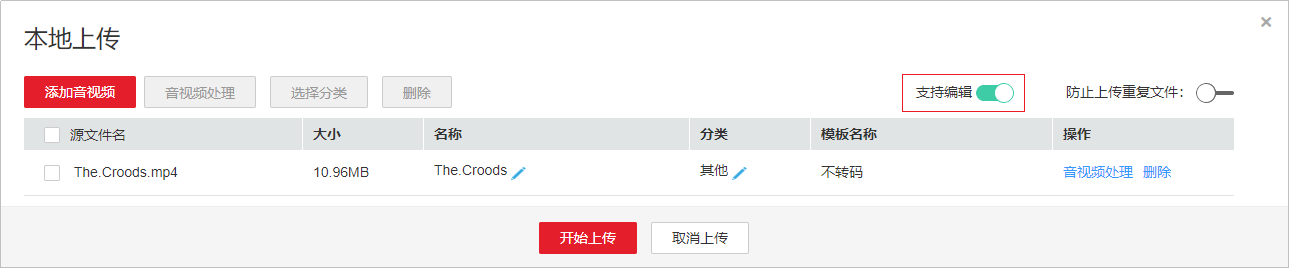 本地上传
添加音视频 音视频处理 选择分类 删除 支持编辑 防止上传重复文件：
源文件名 大小 名称 分类 模板名称 操作
The.Croods.mp4 10.96MB The.Croods 其他 不转码 音视频处理 删除
开始上传 取消上传